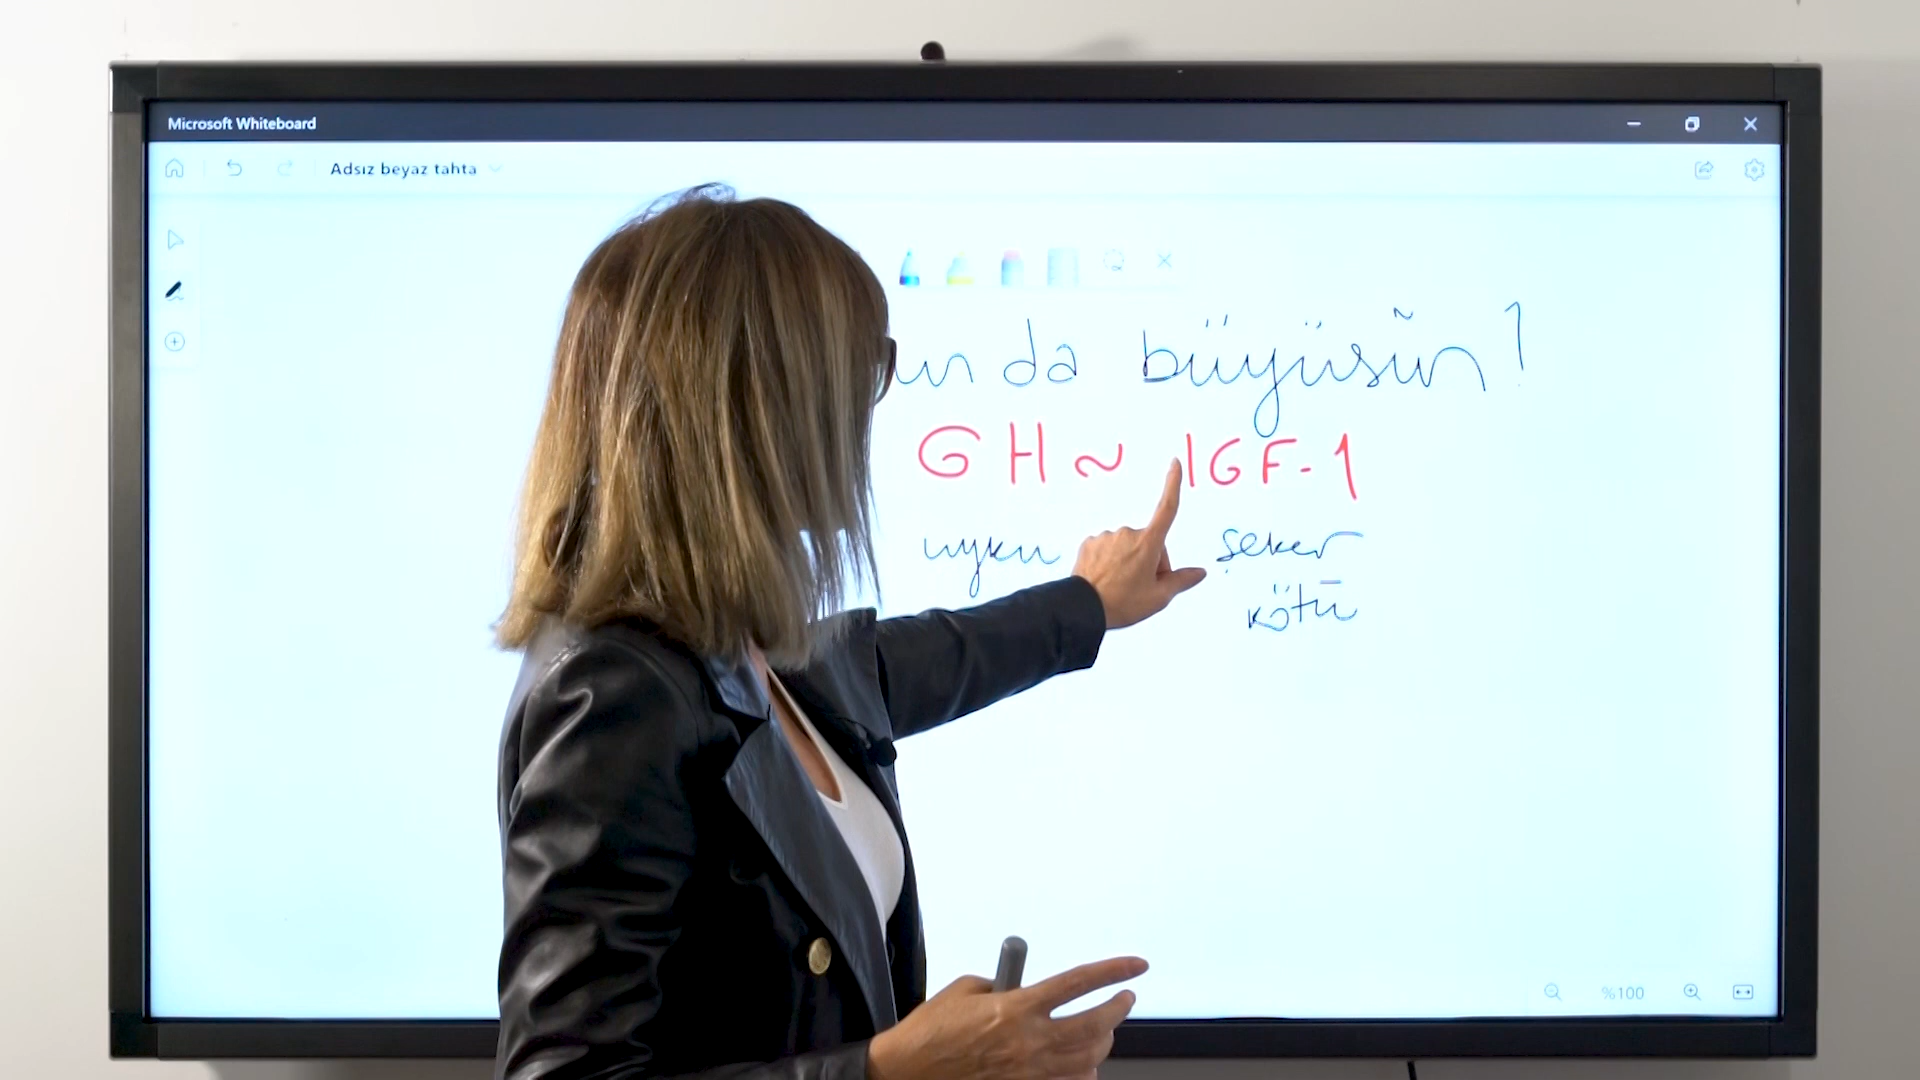 Microsoft Whiteboard
Adsız beyaz tahta
da büyüsün!
GH ~ IGF-1
uyku şeker
kötü
%100